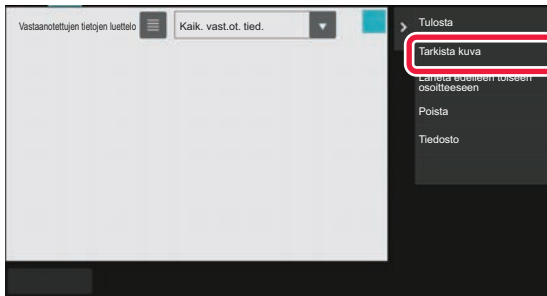 Vastaanotettujen tietojen luettelo
Kaik. vast.ot. tied.
Tulosta
Tarkista kuva
Lähetä edelleen toiseen
osoitteeseen
Poista
Tiedosto